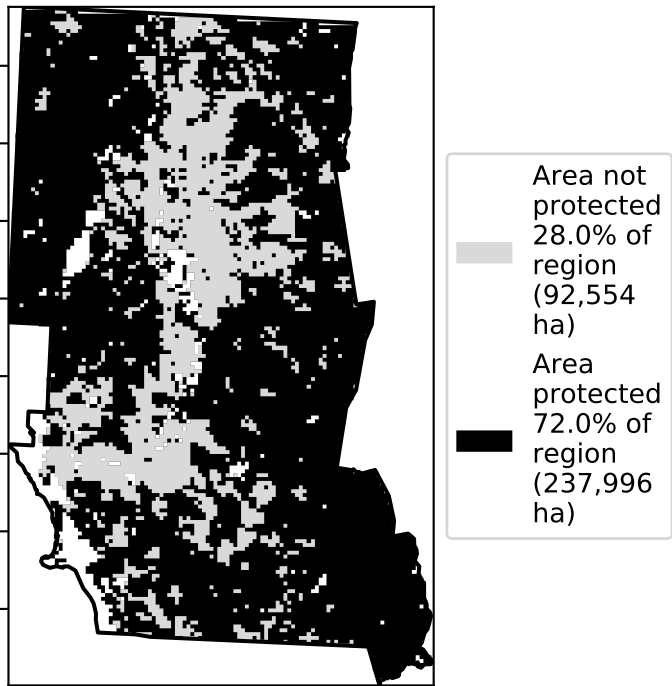 Area not
protected
28.0% of
region
(92,554
ha)
Area
protected
72.0% of
region
(237,996
ha)